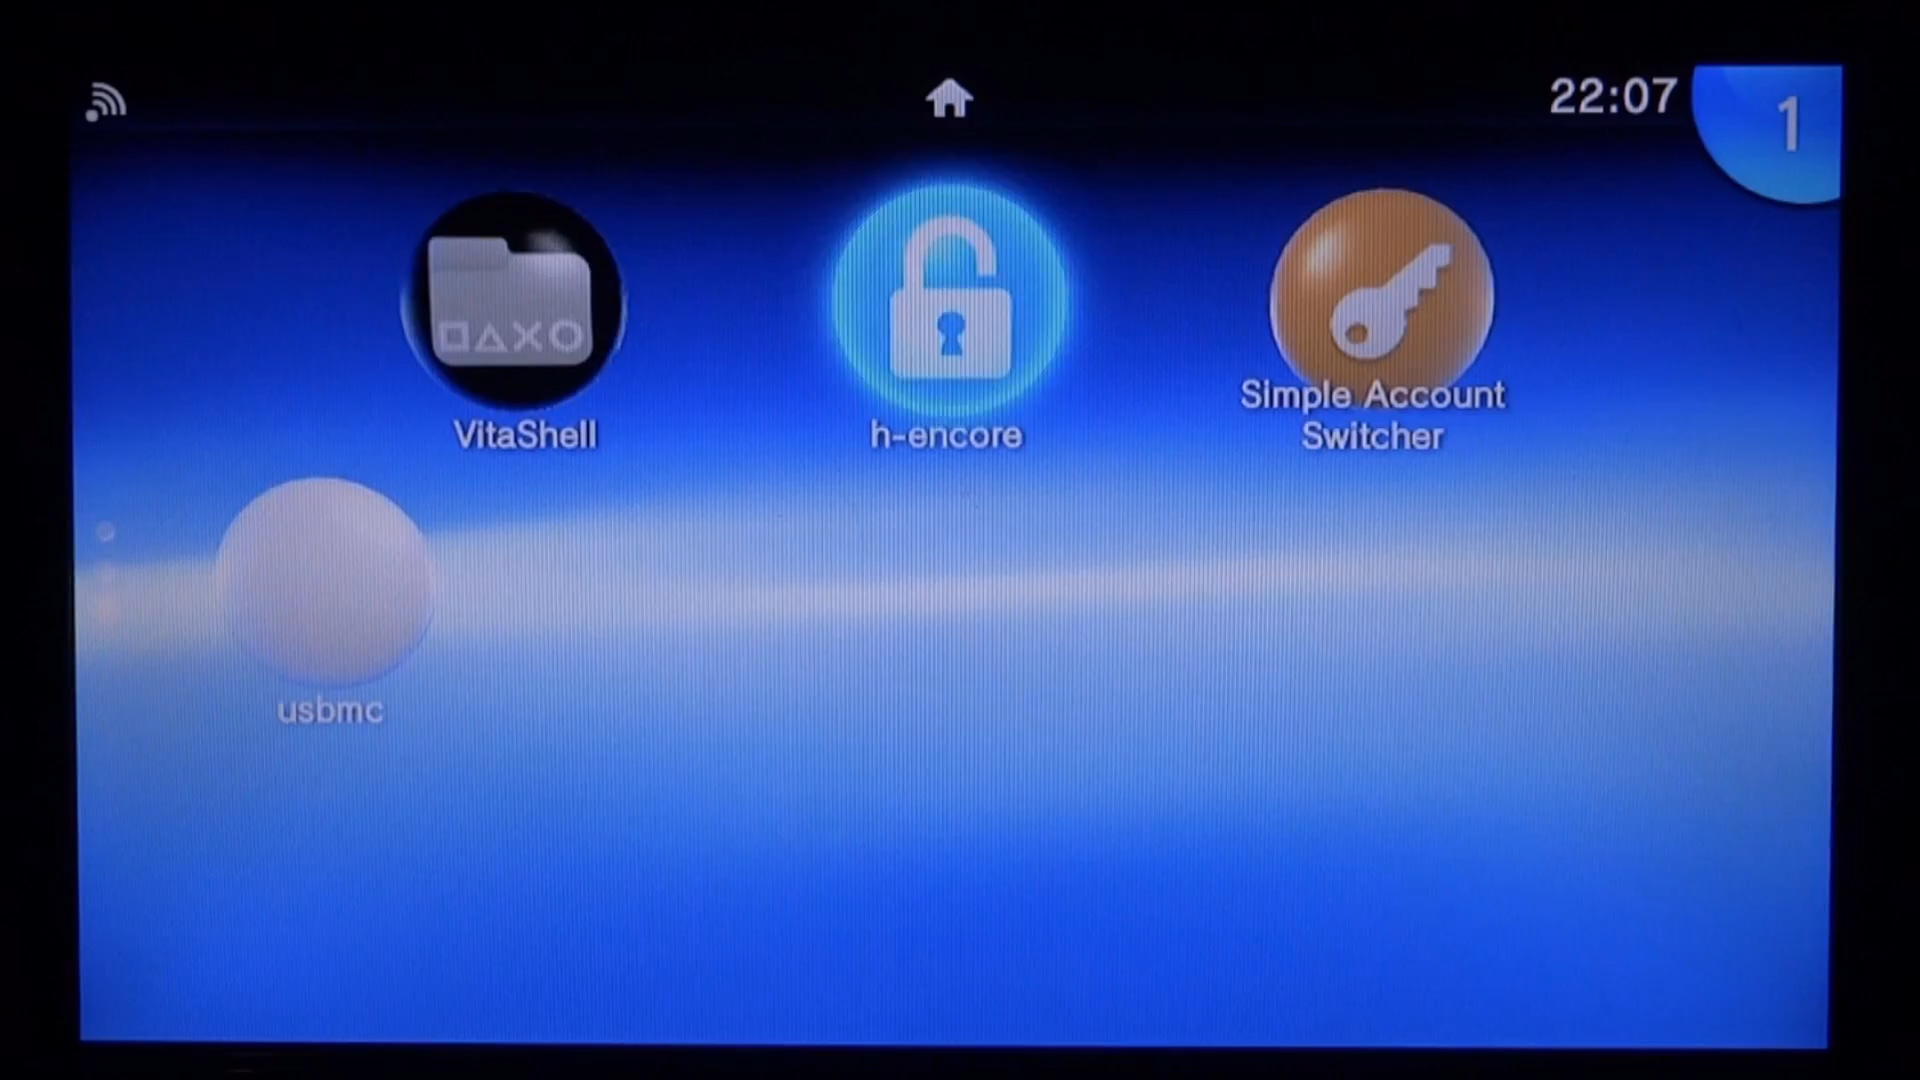 22:07
1
VitaShell
h-encore
Simple Account
Switcher
usbmc